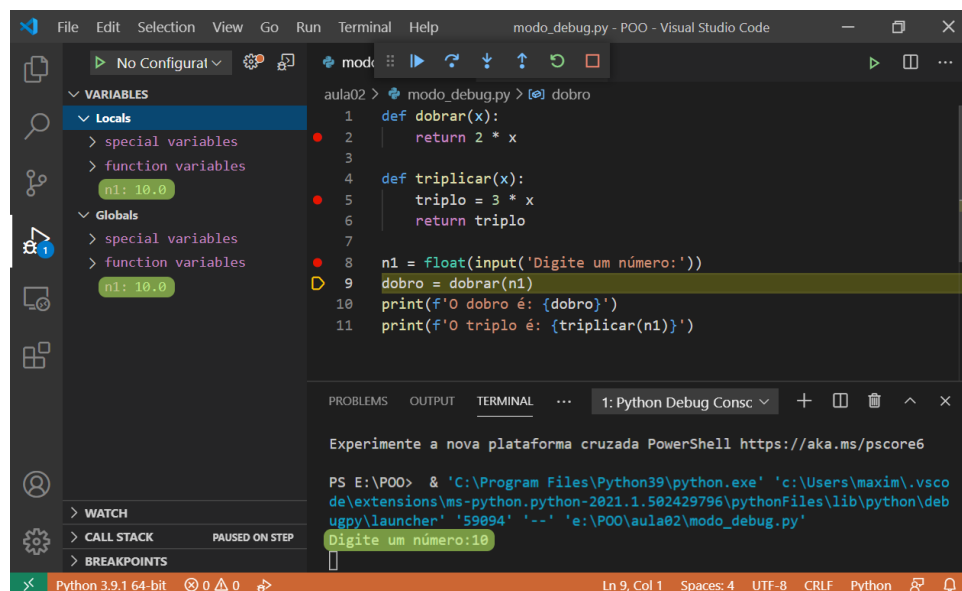 File Edit Selection View Go Run Terminal Help modo_debug.py - POO - Visual Studio Code
No Configurat
VARIABLES
Locals
special variables
function variables
n1: 10.0
Globals
special variables
function variables
n1: 10.0
WATCH
CALL STACK PAUSED ON STEP
BREAKPOINTS
1
aula02 > modo_debug.py > dobro
1 def dobrar(x):
2 return 2 * x
3
4 def triplicar(x):
5 triplo = 3 * x
6 return triplo
7
8 n1 = float(input('Digite um número:'))
9 dobro = dobrar(n1)
10 print(f'O dobro é: {dobro}')
11 print(f'O triplo é: {triplicar(n1)}')
PROBLEMS OUTPUT TERMINAL ··· 1: Python Debug Consc
Experimente a nova plataforma cruzada PowerShell https://aka.ms/pscore6
PS E:\POO> & 'C:\Program Files\Python39\python.exe' 'c:\Users\maxim\.vsco
de\extensions\ms-python.python-2021.1.502429796\pythonFiles\lib\python\deb
ugpy\launcher' '59094' '--' 'e:\POO\aula02\modo_debug.py'
Digite um número:10
Python 3.9.1 64-bit 0 0 Ln 9, Col 1 Spaces: 4 UTF-8 CRLF Python